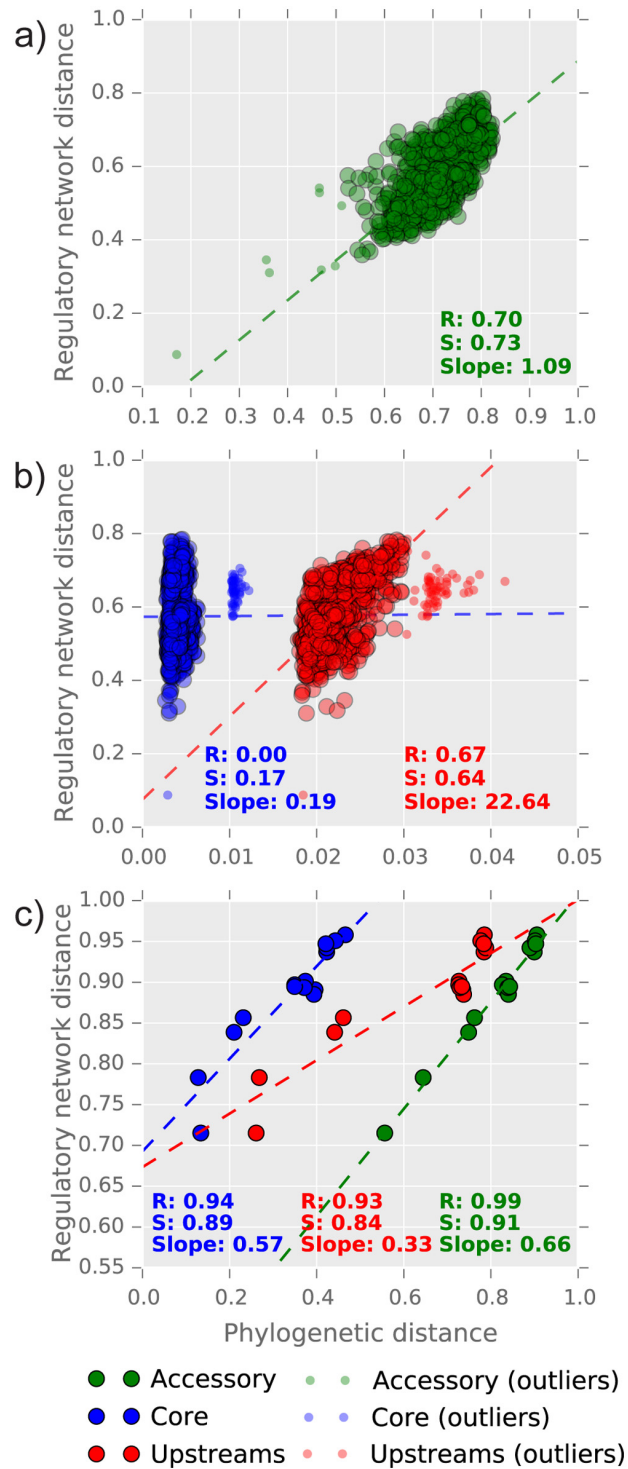 a)
Regulatory network distance
1.0
0.8
0.6
0.4
0.2
0.0
0.1 0.2 0.3 0.4 0.5 0.6 0.7 0.8 0.9 1.0
R: 0.70
S: 0.73
Slope: 1.09
b)
Regulatory network distance
1.0
0.8
0.6
0.4
0.2
0.0
0.00 0.01 0.02 0.03 0.04 0.05
R: 0.00
S: 0.17
Slope: 0.19
R: 0.67
S: 0.64
Slope: 22.64
c)
Regulatory network distance
1.00
0.95
0.90
0.85
0.80
0.75
0.70
0.65
0.60
0.55
0.0 0.2 0.4 0.6 0.8 1.0
R: 0.94
S: 0.89
Slope: 0.57
R: 0.93
S: 0.84
Slope: 0.33
R: 0.99
S: 0.91
Slope: 0.66
Phylogenetic distance
Accessory
Core
Upstreams
Accessory (outliers)
Core (outliers)
Upstreams (outliers)